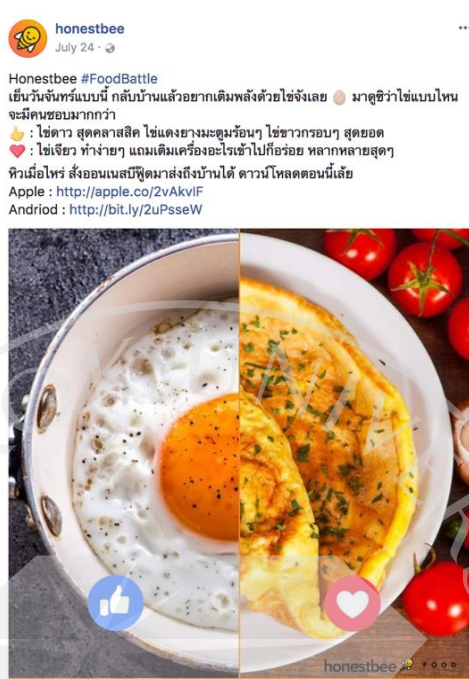 honestbee
July 24 ·
Honestbee #FoodBattle
เย็นวันจันทร์แบบนี้ กลับบ้านแล้วอยากเติมพลังด้วยไข่จังเลย 🥚 มาดูซิว่าไข่แบบไหน
จะมีคนชอบมากกว่า
👍 : ไข่ดาว สุดคลาสสิค ไข่แดงยางมะตูมร้อนๆ ไข่ขาวกรอบๆ สุดยอด
❤️ : ไข่เจียว ทำง่ายๆ แถมเติมเครื่องอะไรเข้าไปก็อร่อย หลากหลายสุดๆ
หิวเมื่อไหร่ สั่งออนเนสบีฟู๊ดมาส่งถึงบ้านได้ ดาวน์โหลดตอนนี้เลย้
Apple : http://apple.co/2vAkvIF
Andriod : http://bit.ly/2uPsseW
honestbee FOOD